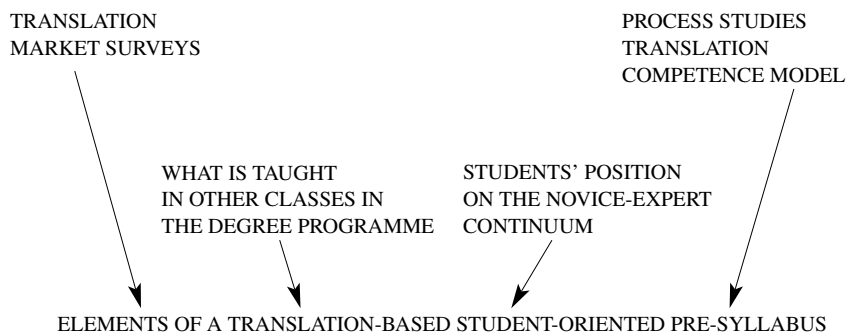 TRANSLATION
MARKET SURVEYS
PROCESS STUDIES
TRANSLATION
COMPETENCE MODEL
WHAT IS TAUGHT
IN OTHER CLASSES IN
THE DEGREE PROGRAMME
STUDENTS’ POSITION
ON THE NOVICE-EXPERT
CONTINUUM
ELEMENTS OF A TRANSLATION-BASED STUDENT-ORIENTED PRE-SYLLABUS